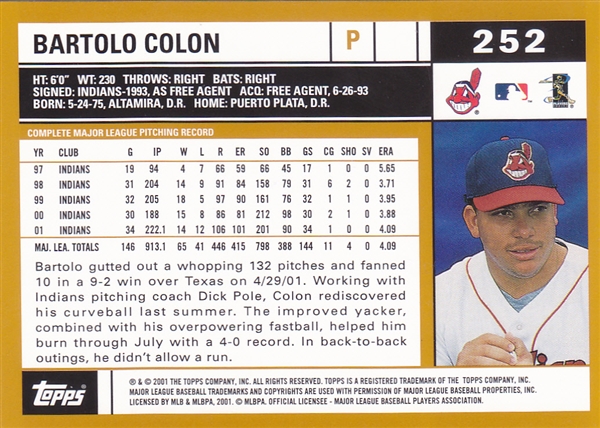 BARTOLO COLON P 252
HT: 6'0" WT: 230 THROWS: RIGHT BATS: RIGHT
SIGNED: INDIANS-1993, AS FREE AGENT ACQ: FREE AGENT, 6-26-93
BORN: 5-24-75, ALTAMIRA, D.R. HOME: PUERTO PLATA, D.R.
COMPLETE MAJOR LEAGUE PITCHING RECORD
YR CLUB G IP W L R ER SO BB GS CG SHO SV ERA
97 INDIANS 19 94 4 7 66 59 66 45 17 1 0 0 5.65
98 INDIANS 31 204 14 9 91 84 158 79 31 6 2 0 3.71
99 INDIANS 32 205 18 5 97 90 161 76 32 1 0 0 3.95
00 INDIANS 30 188 15 8 86 81 212 98 30 2 1 0 3.88
01 INDIANS 34 222.1 14 12 106 101 201 90 34 1 0 0 4.09
MAJ. LEA. TOTALS 146 913.1 65 41 446 415 798 388 144 11 4 0 4.09
Bartolo gutted out a whopping 132 pitches and fanned
10 in a 9-2 win over Texas on 4/29/01. Working with
Indians pitching coach Dick Pole, Colon rediscovered
his curveball last summer. The improved yacker,
combined with his overpowering fastball, helped him
burn through July with a 4-0 record. In back-to-back
outings, he didn't allow a run.
TOPPS
® & © 2001 THE TOPPS COMPANY, INC. ALL RIGHTS RESERVED. TOPPS IS A REGISTERED TRADEMARK OF THE TOPPS COMPANY, INC.
MAJOR LEAGUE BASEBALL TRADEMARKS AND COPYRIGHTS ARE USED WITH PERMISSION OF MAJOR LEAGUE BASEBALL PROPERTIES, INC.
LICENSED BY MLB & MLBPA, 2001. © MLBPA. OFFICIAL LICENSEE - MAJOR LEAGUE BASEBALL PLAYERS ASSOCIATION.